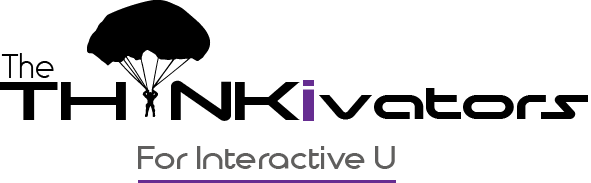 The
THINKivators
For Interactive U